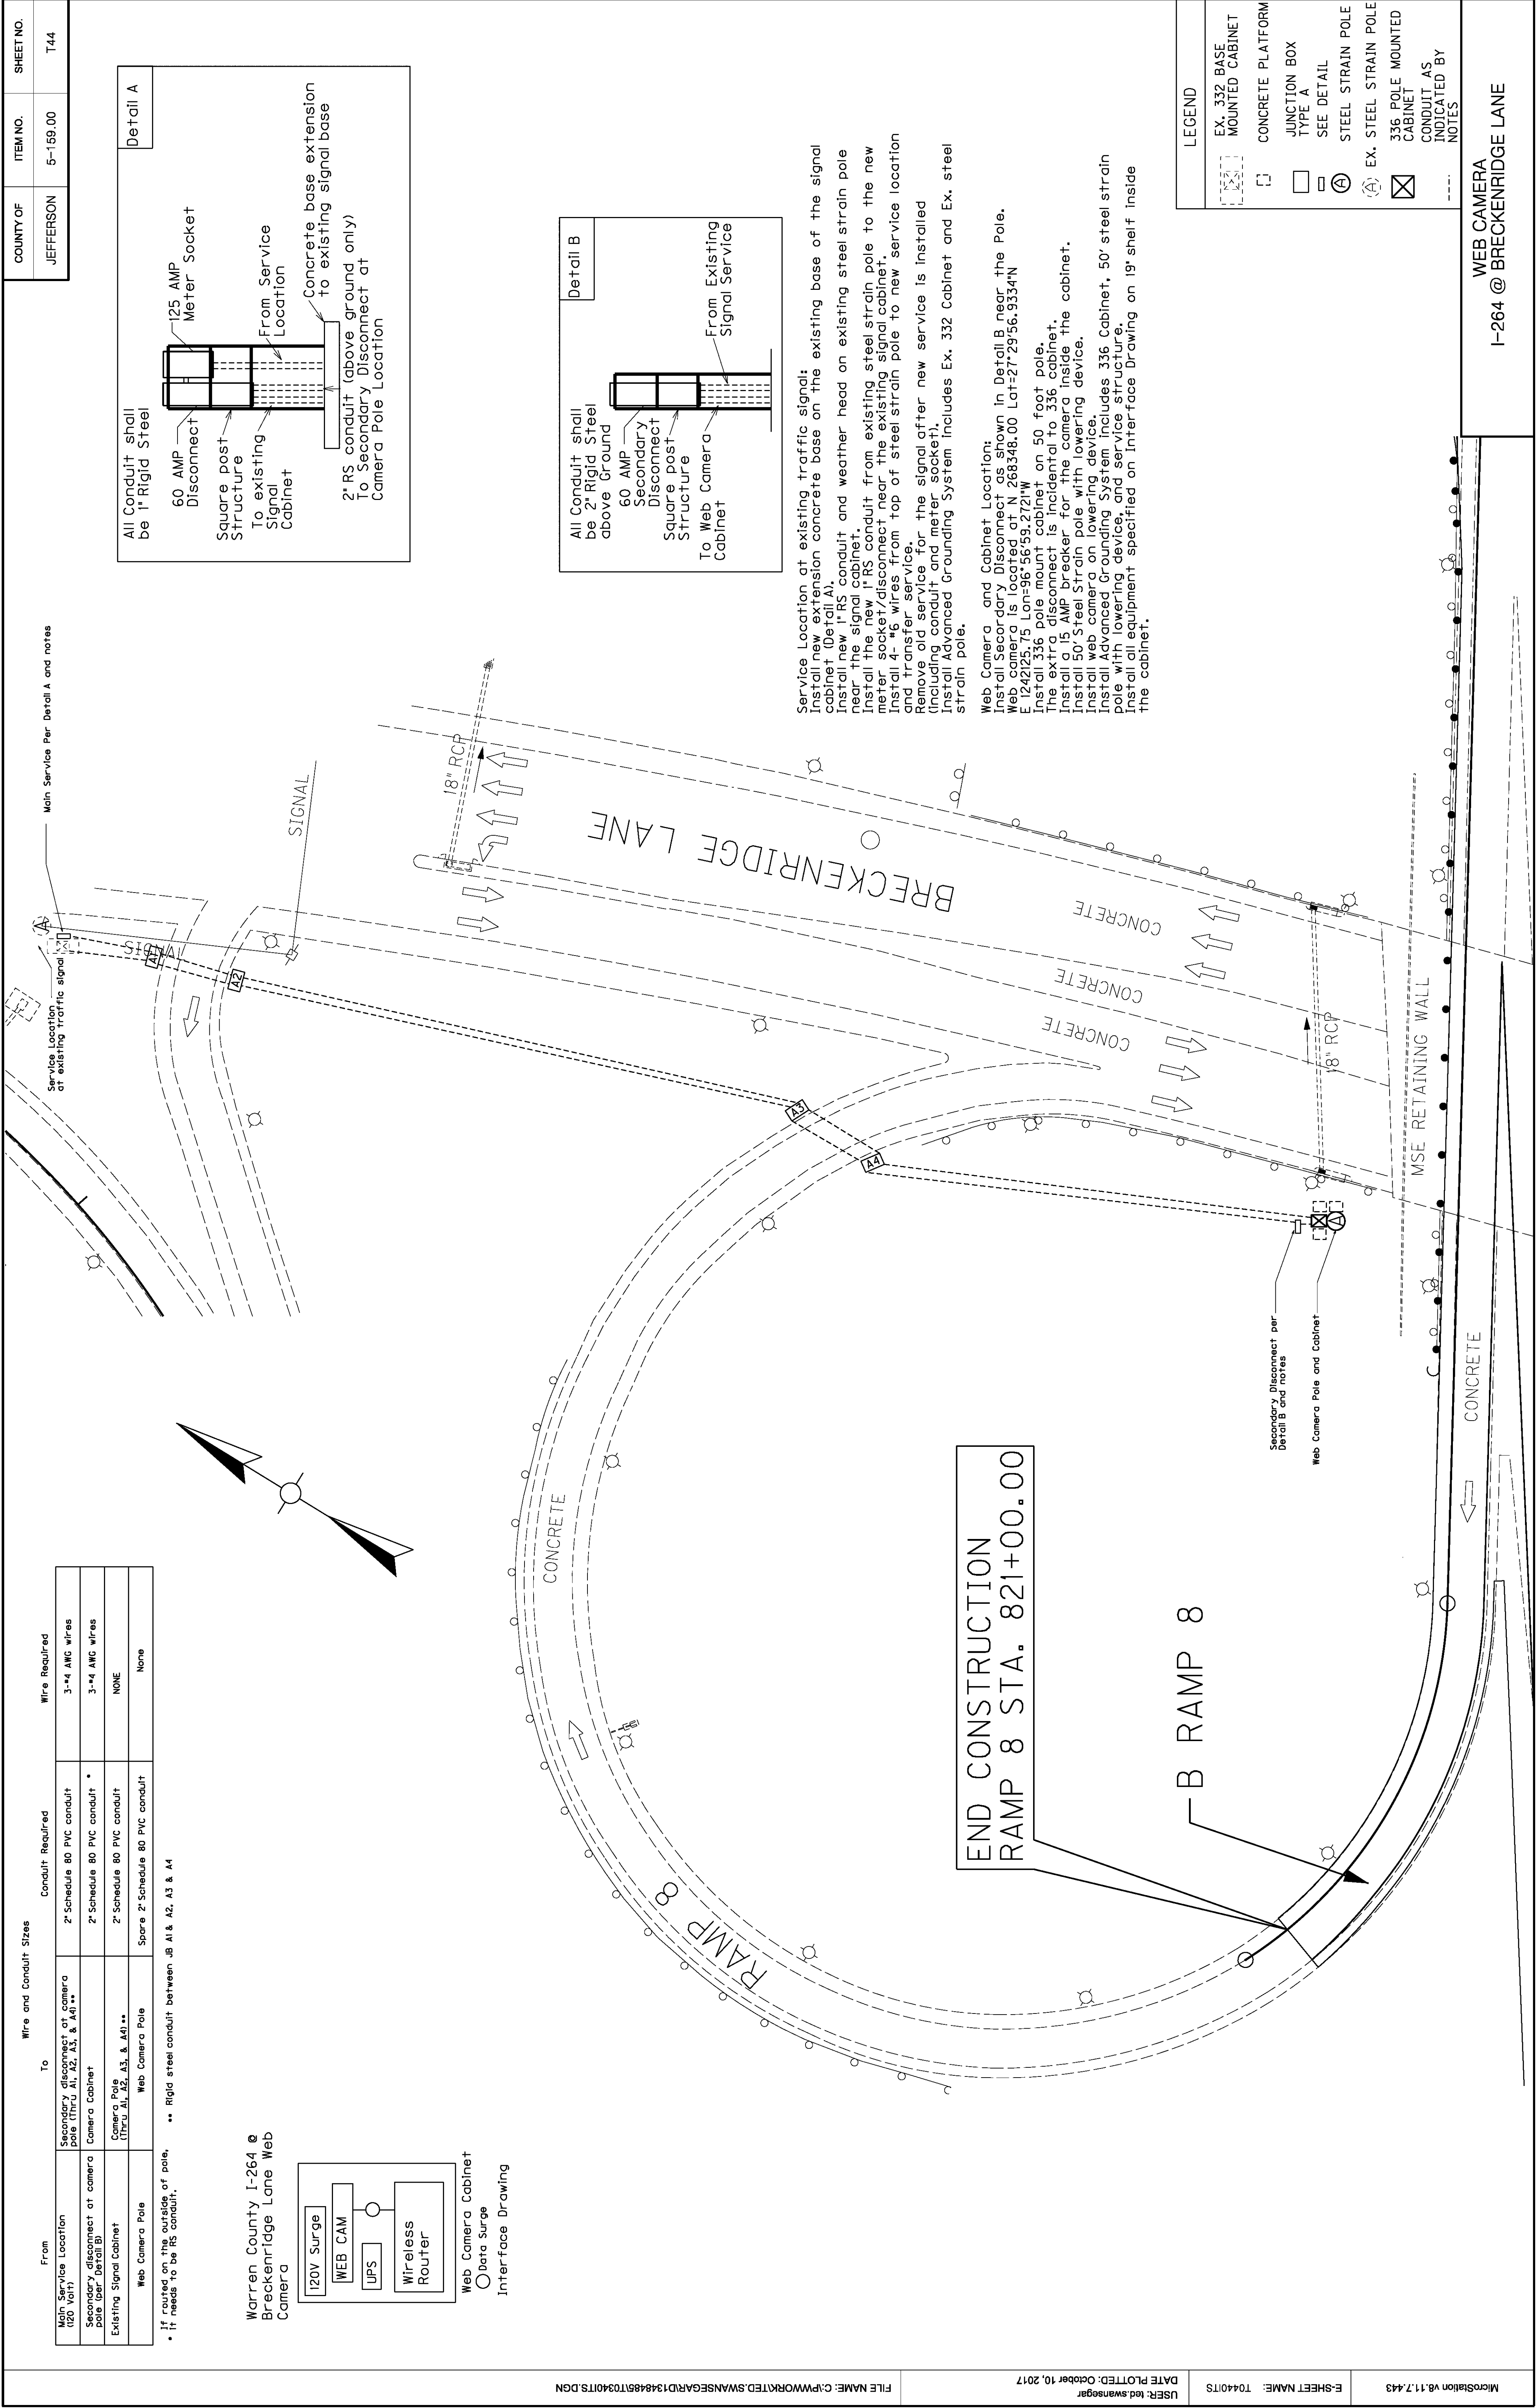 COUNTY OF
ITEM NO.
SHEET NO.
JEFFERSON
5-159.00
T44
Wire and Conduit Sizes
From
To
Conduit Required
Wire Required
Main Service Location
(120 Volt)
Secondary disconnect at camera
pole (Thru A1, A2, A3, & A4) **
2" Schedule 80 PVC conduit
3-#4 AWG wires
Secondary disconnect at camera
pole (per Detail B)
Camera Cabinet
2" Schedule 80 PVC conduit *
3-#4 AWG wires
Existing Signal Cabinet
Camera Pole
(Thru A1, A2, A3, & A4) **
2" Schedule 80 PVC conduit
NONE
Web Camera Pole
Web Camera Pole
Spare 2" Schedule 80 PVC conduit
None
If routed on the outside of pole,
* it needs to be RS conduit.
** Rigid steel conduit between JB A1 & A2, A3 & A4
Warren County I-264 @
Breckenridge Lane Web
Camera
120V Surge
WEB CAM
UPS
Wireless
Router
Web Camera Cabinet
Data Surge
Interface Drawing
Main Service Per Detail A and notes
Service Location
at existing traffic signal
A
SIGNAL
SIGNAL
A1
A2
A3
A4
18" RCP
BRECKENRIDGE LANE
CONCRETE
CONCRETE
CONCRETE
18" RCP
MSE RETAINING WALL
A
Secondary Disconnect per
Detail B and notes
Web Camera Pole and Cabinet
CONCRETE
CONCRETE
RAMP 8
END CONSTRUCTION
RAMP 8 STA. 821+00.00
B RAMP 8
Detail A
All Conduit shall
be 1" Rigid Steel
60 AMP
Disconnect
125 AMP
Meter Socket
Square post
Structure
To existing
Signal
Cabinet
From Service
Location
Concrete base extension
to existing signal base
2" RS conduit (above ground only)
To Secondary Disconnect at
Camera Pole Location
Detail B
All Conduit shall
be 2" Rigid Steel
above Ground
60 AMP
Secondary
Disconnect
Square post
Structure
To Web Camera
Cabinet
From Existing
Signal Service
Service Location at existing traffic signal:
Install new extension concrete base on the existing base of the signal
cabinet (Detail A).
Install new 1" RS conduit and weather head on existing steel strain pole
near the signal cabinet.
Install the new 1" RS conduit from existing steel strain pole to the new
meter socket/disconnect near the existing signal cabinet.
Install 4- #6 wires from top of steel strain pole to new service location
and transfer service.
Remove old service for the signal after new service is installed
(including conduit and meter socket).
Install Advanced Grounding System includes Ex. 332 Cabinet and Ex. steel
strain pole.
Web Camera and Cabinet Location:
Install Secordary Disconnect as shown in Detail B near the Pole.
Web camera is located at N 268348.00 Lat=27°29'56.9334"N
E 1242125.75 Lon=96°56'59.2721"W
Install 336 pole mount cabinet on 50 foot pole.
The extra disconnect is incidental to 336 cabinet.
Install a 15 AMP breaker for the camera inside the cabinet.
Install 50' Steel Strain pole with lowering device.
Install web camera on lowering device.
Install Advanced Grounding System includes 336 Cabinet, 50' steel strain
pole with lowering device, and service structure.
Install all equipment specified on Interface Drawing on 19" shelf inside
the cabinet.
LEGEND
EX. 332 BASE
MOUNTED CABINET
CONCRETE PLATFORM
JUNCTION BOX
TYPE A
SEE DETAIL
A STEEL STRAIN POLE
A EX. STEEL STRAIN POLE
336 POLE MOUNTED
CABINET
CONDUIT AS
INDICATED BY
NOTES
WEB CAMERA
I-264 @ BRECKENRIDGE LANE
MicroStation v8.11.7.443
E-SHEET NAME: T0440ITS
USER: ted.swansegar
DATE PLOTTED: October 10, 2017
FILE NAME: C:\PWWORK\TED.SWANSEGAR\D1348485\T0340ITS.DGN